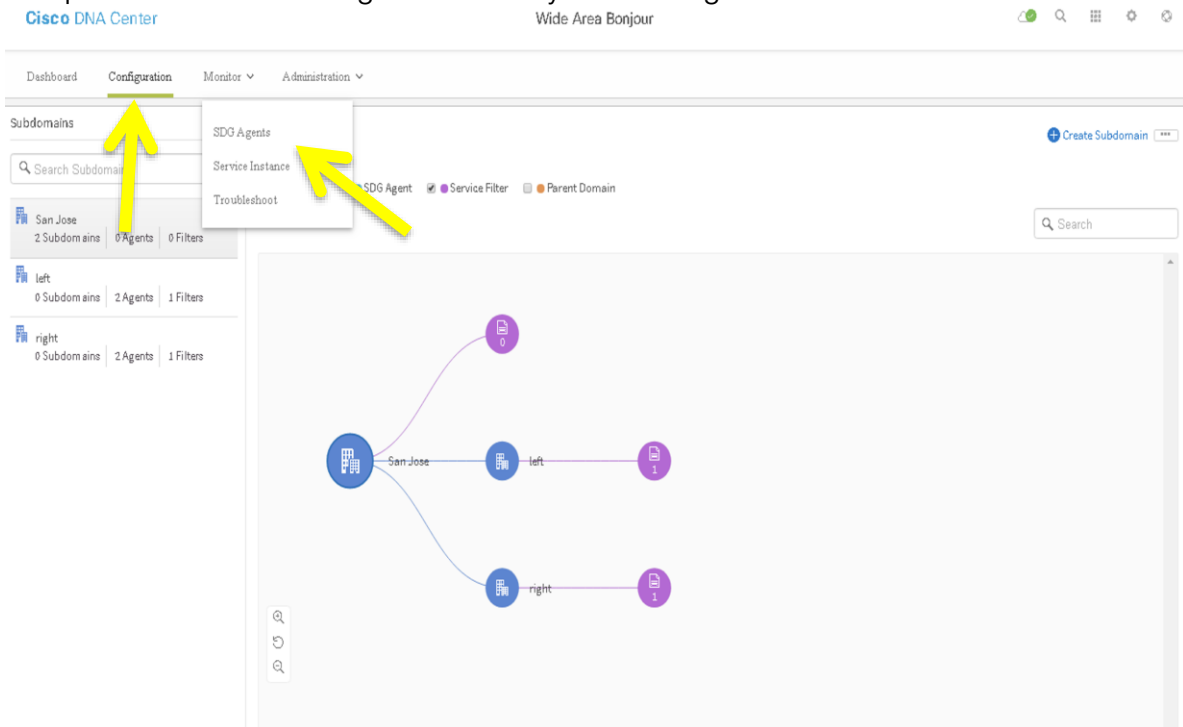 Cisco DNA Center
Wide Area Bonjour
Dashboard Configuration Monitor Administration
Subdomains
Search Subdomain
San Jose
2 Subdomains 0 Agents 0 Filters
left
0 Subdomains 2 Agents 1 Filters
right
0 Subdomains 2 Agents 1 Filters
SDG Agents
Service Instance
Troubleshoot
Create Subdomain
SDG Agent Service Filter Parent Domain
Search
0
San Jose
left
1
right
1